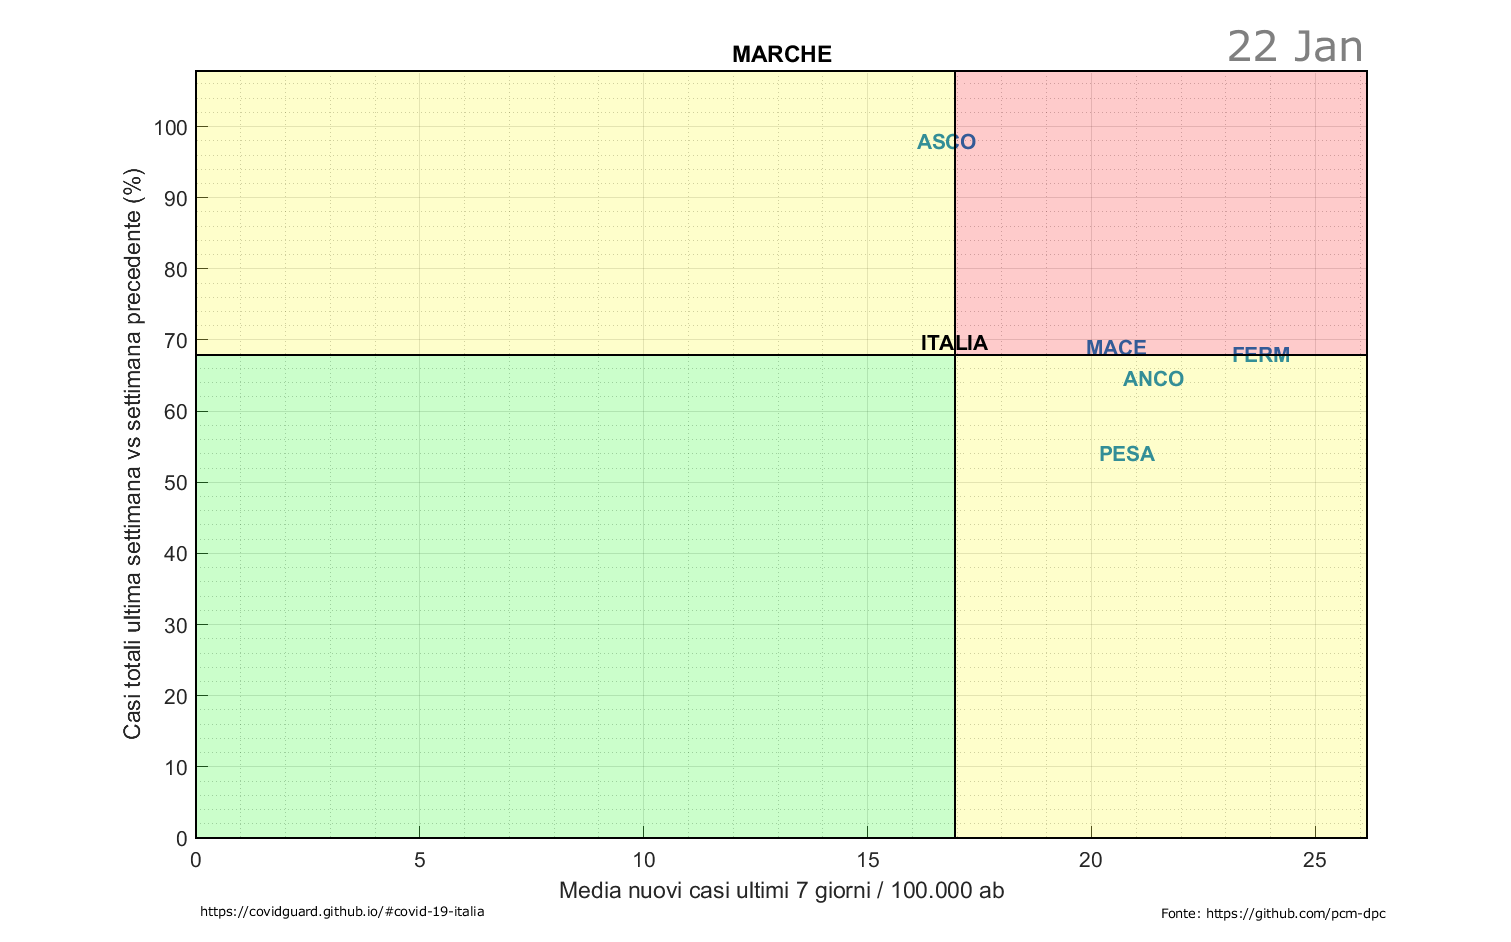 MARCHE
22 Jan
Casi totali ultima settimana vs settimana precedente (%)
100
90
80
70
60
50
40
30
20
10
0
ASCO
ITALIA
MACE
FERM
ANCO
PESA
0 5 10 15 20 25
Media nuovi casi ultimi 7 giorni / 100.000 ab
https://covidguard.github.io/#covid-19-italia
Fonte: https://github.com/pcm-dpc